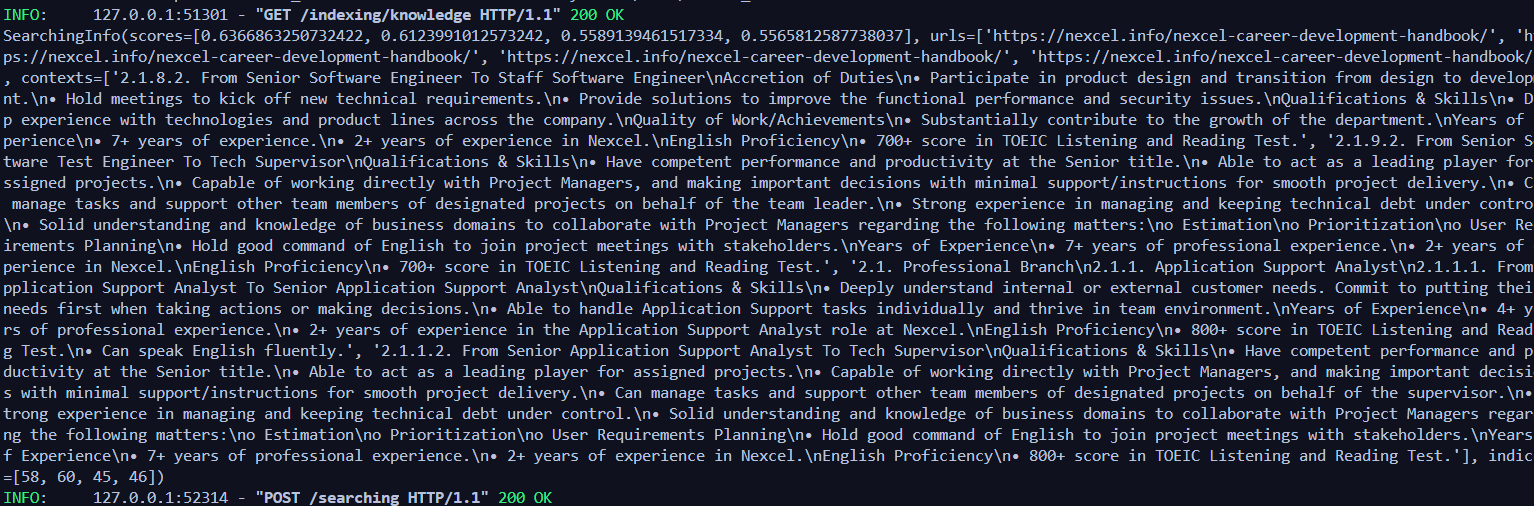 INFO:     127.0.0.1:51301 - "GET /indexing/knowledge HTTP/1.1" 200 OK
SearchingInfo(scores=[0.6366863250732422, 0.6123991012573242, 0.5589139461517334, 0.5565812587738037], urls=['https://nexcel.info/nexcel-career-development-handbook/', 'ht
ps://nexcel.info/nexcel-career-development-handbook/', 'https://nexcel.info/nexcel-career-development-handbook/', 'https://nexcel.info/nexcel-career-development-handbook/
, contexts=['2.1.8.2. From Senior Software Engineer To Staff Software Engineer\nAccretion of Duties\n• Participate in product design and transition from design to develop
nt.\n• Hold meetings to kick off new technical requirements.\n• Provide solutions to improve the functional performance and security issues.\nQualifications & Skills\n• D
p experience with technologies and product lines across the company.\nQuality of Work/Achievements\n• Substantially contribute to the growth of the department.\nYears of
perience\n• 7+ years of experience.\n• 2+ years of experience in Nexcel.\nEnglish Proficiency\n• 700+ score in TOEIC Listening and Reading Test.', '2.1.9.2. From Senior S
tware Test Engineer To Tech Supervisor\nQualifications & Skills\n• Have competent performance and productivity at the Senior title.\n• Able to act as a leading player for
ssigned projects.\n• Capable of working directly with Project Managers, and making important decisions with minimal support/instructions for smooth project delivery.\n• C
manage tasks and support other team members of designated projects on behalf of the team leader.\n• Strong experience in managing and keeping technical debt under contro
\n• Solid understanding and knowledge of business domains to collaborate with Project Managers regarding the following matters:\no Estimation\no Prioritization\no User Re
irements Planning\n• Hold good command of English to join project meetings with stakeholders.\nYears of Experience\n• 7+ years of professional experience.\n• 2+ years of
perience in Nexcel.\nEnglish Proficiency\n• 700+ score in TOEIC Listening and Reading Test.', '2.1. Professional Branch\n2.1.1. Application Support Analyst\n2.1.1.1. From
pplication Support Analyst To Senior Application Support Analyst\nQualifications & Skills\n• Deeply understand internal or external customer needs. Commit to putting thei
needs first when taking actions or making decisions.\n• Able to handle Application Support tasks individually and thrive in team environment.\nYears of Experience\n• 4+ y
rs of professional experience.\n• 2+ years of experience in the Application Support Analyst role at Nexcel.\nEnglish Proficiency\n• 800+ score in TOEIC Listening and Read
g Test.\n• Can speak English fluently.', '2.1.1.2. From Senior Application Support Analyst To Tech Supervisor\nQualifications & Skills\n• Have competent performance and p
ductivity at the Senior title.\n• Able to act as a leading player for assigned projects.\n• Capable of working directly with Project Managers, and making important decisi
s with minimal support/instructions for smooth project delivery.\n• Can manage tasks and support other team members of designated projects on behalf of the supervisor.\n•
trong experience in managing and keeping technical debt under control.\n• Solid understanding and knowledge of business domains to collaborate with Project Managers regar
ng the following matters:\no Estimation\no Prioritization\no User Requirements Planning\n• Hold good command of English to join project meetings with stakeholders.\nYears
f Experience\n• 7+ years of professional experience.\n• 2+ years of experience in Nexcel.\nEnglish Proficiency\n• 800+ score in TOEIC Listening and Reading Test.'], indic
=[58, 60, 45, 46])
INFO:     127.0.0.1:52314 - "POST /searching HTTP/1.1" 200 OK